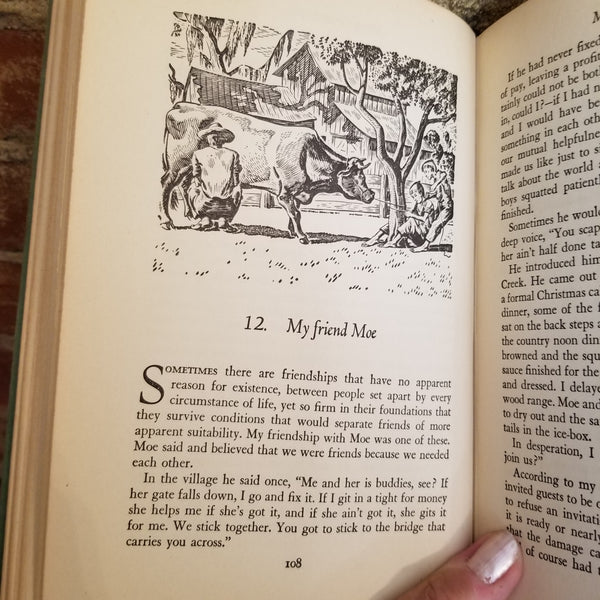 12. My friend Moe
SOMETIMES there are friendships that have no apparent
reason for existence, between people set apart by every
circumstance of life, yet so firm in their foundations that
they survive conditions that would separate friends of more
apparent suitability. My friendship with Moe was one of these.
Moe said and believed that we were friends because we needed
each other.
In the village he said once, “Me and her is buddies, see? If
her gate falls down, I go and fix it. If I git in a tight for money
she helps me if she's got it, and if she ain't got it, she gits it
for me. We stick together. You got to stick to the bridge that
carries you across.”
108
If he had never fixed
of pay, leaving a profit
tainly could not be both
in, could I?—if I had n
and I would have be
something in each oth
our mutual helpfulne
made us like just to si
talk about the world a
boys squatted patientl
finished.
Sometimes he would
deep voice, “You scap
her ain't half done ta
He introduced him
Creek. He came out
a formal Christmas ca
dinner, some of the f
sat on the back steps a
the country noon din
browned and the squ
sauce finished for the
and dressed. I delaye
wood range. Moe and
to dry out and the sa
tails in the ice-box.
In desperation, I
join us?”
According to my
invited guests to be o
to refuse an invitati
it is ready or nearly
that the damage ca
of course had t